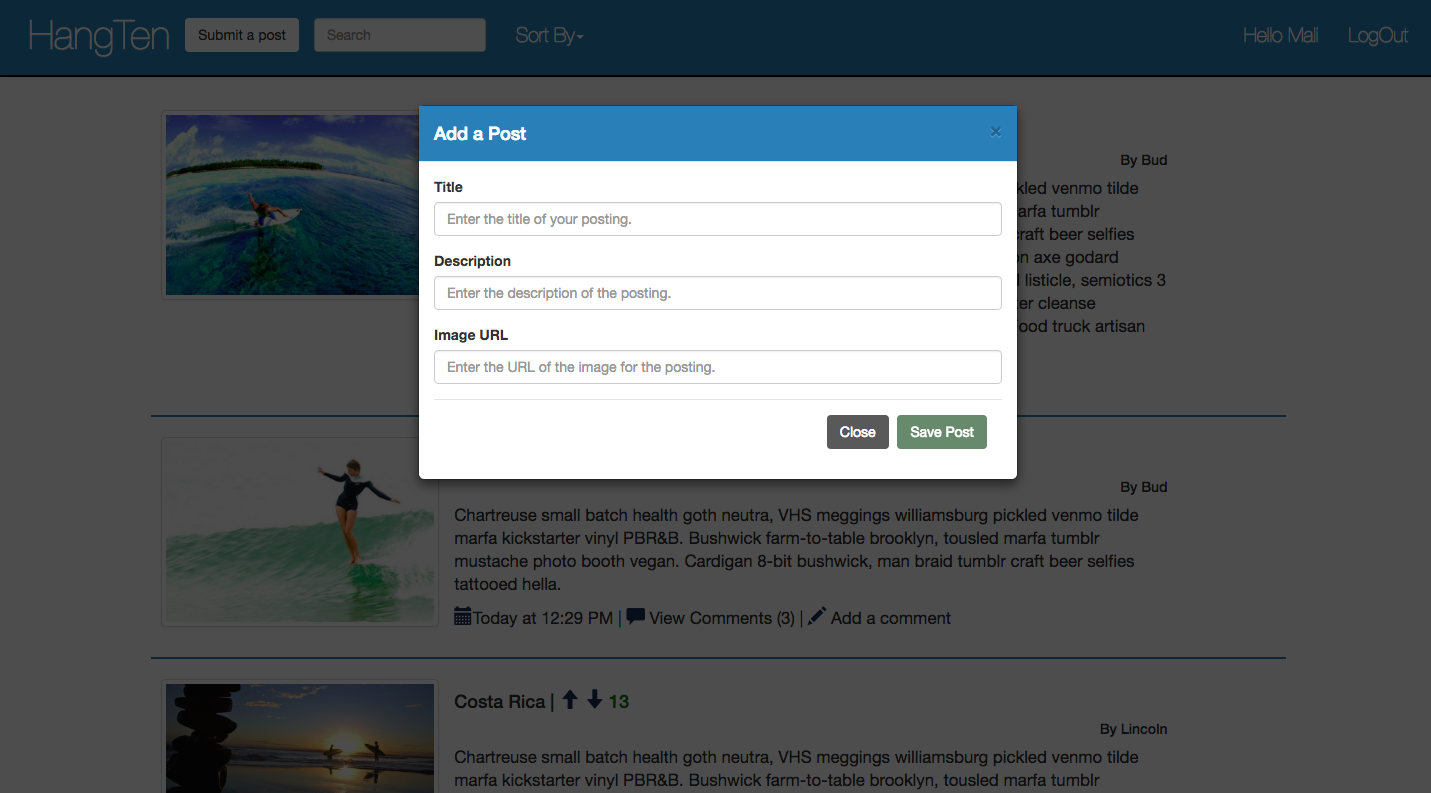 HangTen
Submit a post
Search
Sort By
Hello Mali
LogOut
Add a Post
×
Title
Enter the title of your posting.
Description
Enter the description of the posting.
Image URL
Enter the URL of the image for the posting.
Close
Save Post
By Bud
venmo tilde
tumblr
beer selfies
axe godard
listicle, semiotics 3
cleanse
truck artisan
By Bud
Chartreuse small batch health goth neutra, VHS meggings williamsburg pickled venmo tilde
marfa kickstarter vinyl PBR&B. Bushwick farm-to-table brooklyn, tousled marfa tumblr
mustache photo booth vegan. Cardigan 8-bit bushwick, man braid tumblr craft beer selfies
tattooed hella.
Today at 12:29 PM | View Comments (3) | Add a comment
Costa Rica | 13
By Lincoln
Chartreuse small batch health goth neutra, VHS meggings williamsburg pickled venmo tilde
marfa kickstarter vinyl PBR&B. Bushwick farm-to-table brooklyn, tousled marfa tumblr